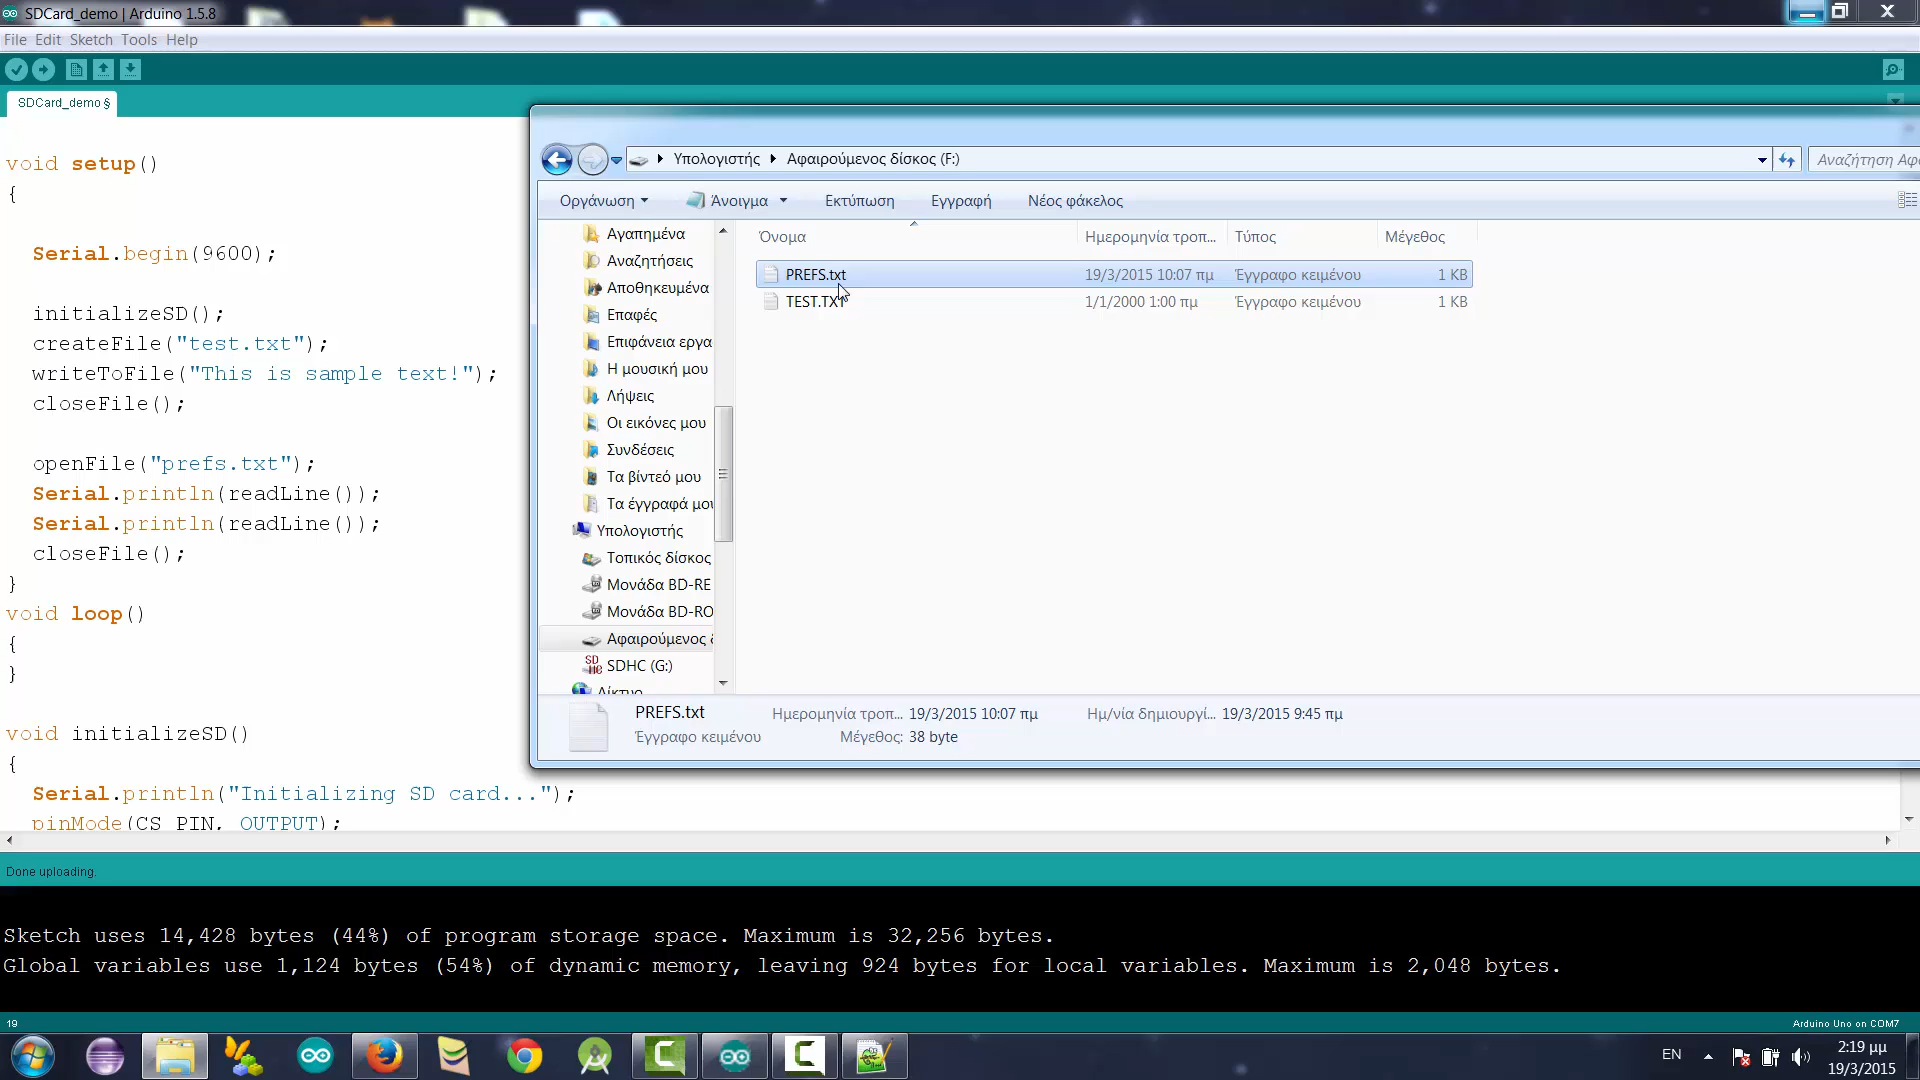 SDCard_demo | Arduino 1.5.8
File Edit Sketch Tools Help
SDCard_demo §
void setup()
{
Serial.begin(9600);
initializeSD();
createFile("test.txt");
writeToFile("This is sample text!");
closeFile();
openFile("prefs.txt");
Serial.println(readLine());
Serial.println(readLine());
closeFile();
}
void loop()
{
}
void initializeSD()
{
Serial.println("Initializing SD card...");
pinMode(CS_PIN, OUTPUT);
Υπολογιστής Αφαιρούμενος δίσκος (F:)
Αναζήτηση Αφ
Οργάνωση Άνοιγμα Εκτύπωση Εγγραφή Νέος φάκελος
Αγαπημένα
Αναζητήσεις
Αποθηκευμένα
Επαφές
Επιφάνεια εργα
Η μουσική μου
Λήψεις
Οι εικόνες μου
Συνδέσεις
Τα βίντεό μου
Τα έγγραφά μου
Υπολογιστής
Τοπικός δίσκος
Μονάδα BD-RE
Μονάδα BD-RO
Αφαιρούμενος δ
SDHC (G:)
Δίκτυο
Όνομα Ημερομηνία τροπ... Τύπος Μέγεθος
PREFS.txt 19/3/2015 10:07 πμ Έγγραφο κειμένου 1 KB
TEST.TXT 1/1/2000 1:00 πμ Έγγραφο κειμένου 1 KB
PREFS.txt Ημερομηνία τροπ... 19/3/2015 10:07 πμ Ημ/νία δημιουργί... 19/3/2015 9:45 πμ
Έγγραφο κειμένου Μέγεθος: 38 byte
Done uploading.
Sketch uses 14,428 bytes (44%) of program storage space. Maximum is 32,256 bytes.
Global variables use 1,124 bytes (54%) of dynamic memory, leaving 924 bytes for local variables. Maximum is 2,048 bytes.
19
Arduino Uno on COM7
EN
2:19 μμ
19/3/2015